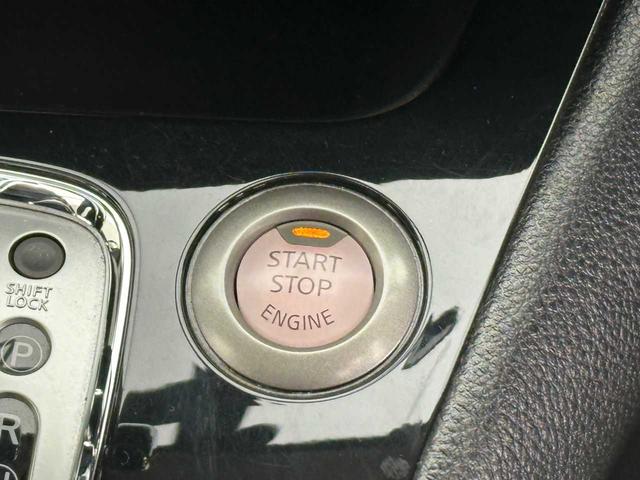 START
STOP
ENGINE
SHIFT
LOCK
P
R